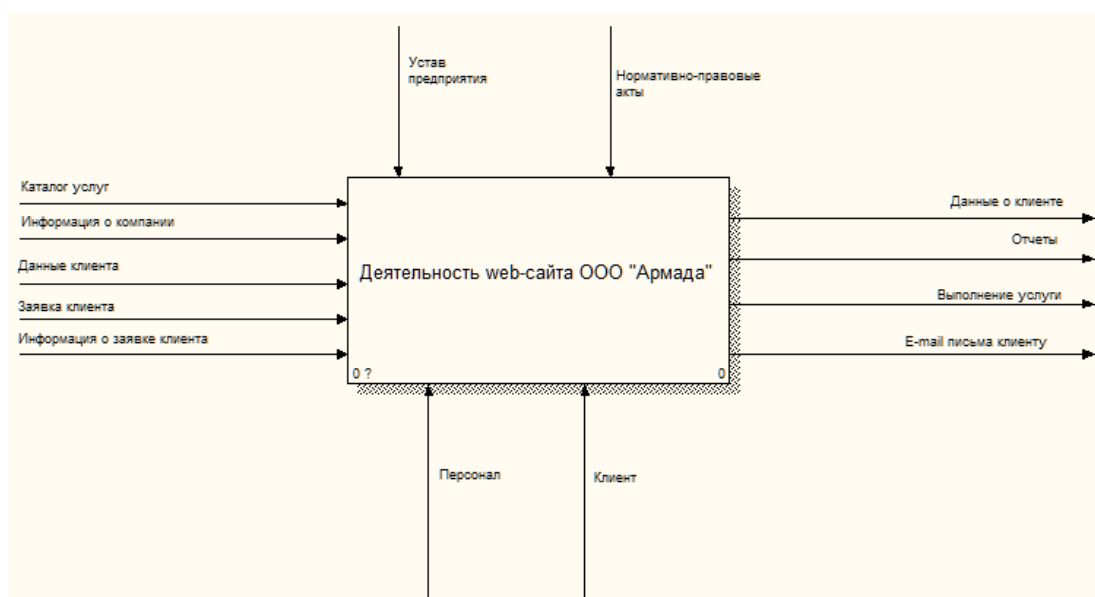 Устав
предприятия
Нормативно-правовые
акты
Каталог услуг
Информация о компании
Данные клиента
Заявка клиента
Информация о заявке клиента
Деятельность web-сайта ООО "Армада"
0 ?
0
Данные о клиенте
Отчеты
Выполнение услуги
E-mail письма клиенту
Персонал
Клиент